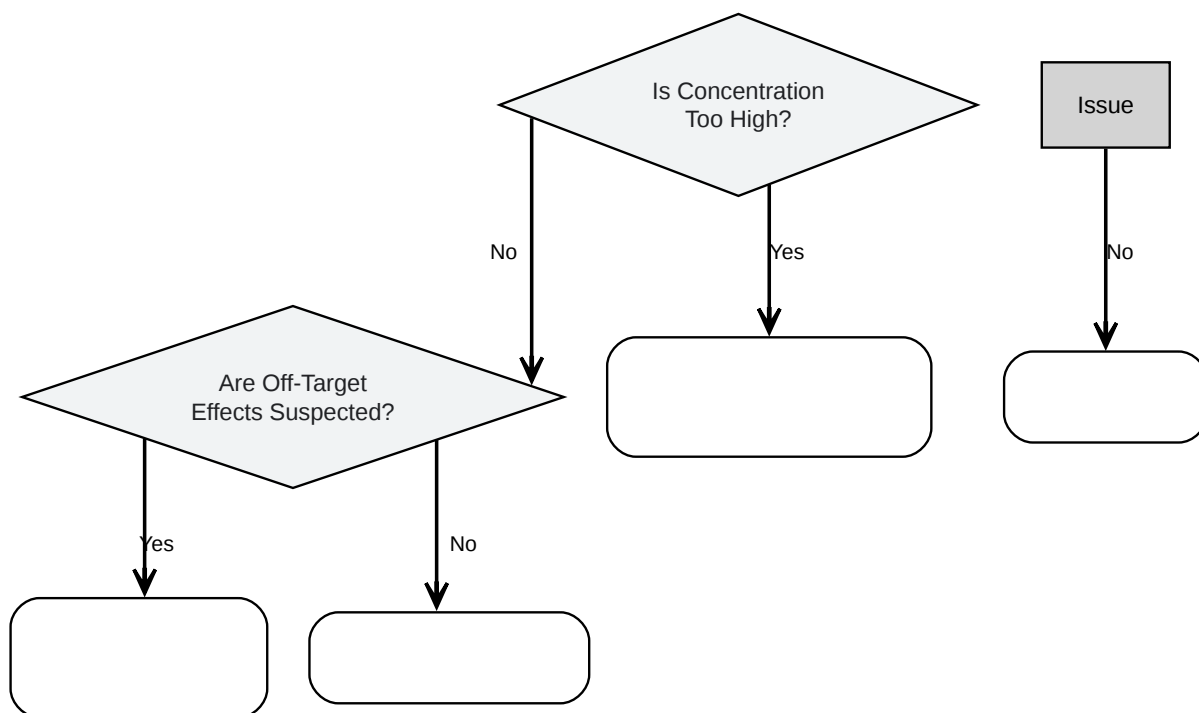 Is Concentration
Too High?
Issue
No
Yes
No
Are Off-Target
Effects Suspected?
Yes
No